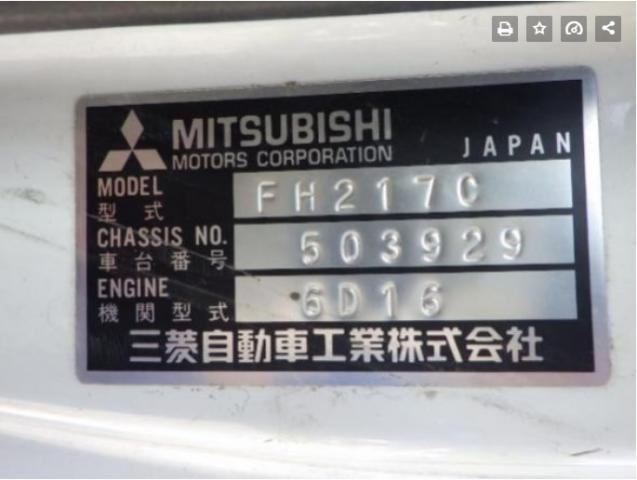 MITSUBISHI
MOTORS CORPORATION JAPAN
MODEL FH217C
型式
CHASSIS NO. 503929
車台番号
ENGINE 6D16
機関型式
三菱自動車工業株式会社